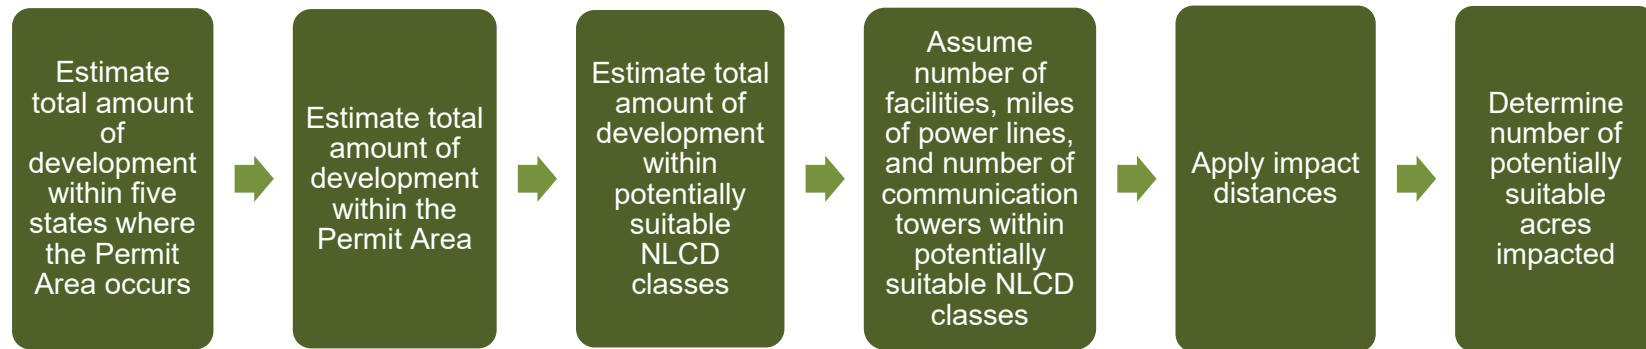 Estimate
total amount
of
development
within five
states where
the Permit
Area occurs
Estimate total
amount of
development
within the
Permit Area
Estimate total
amount of
development
within
potentially
suitable
NLCD
classes
Assume
number of
facilities, miles
of power lines,
and number of
communication
towers within
potentially
suitable NLCD
classes
Apply impact
distances
Determine
number of
potentially
suitable
acres
impacted